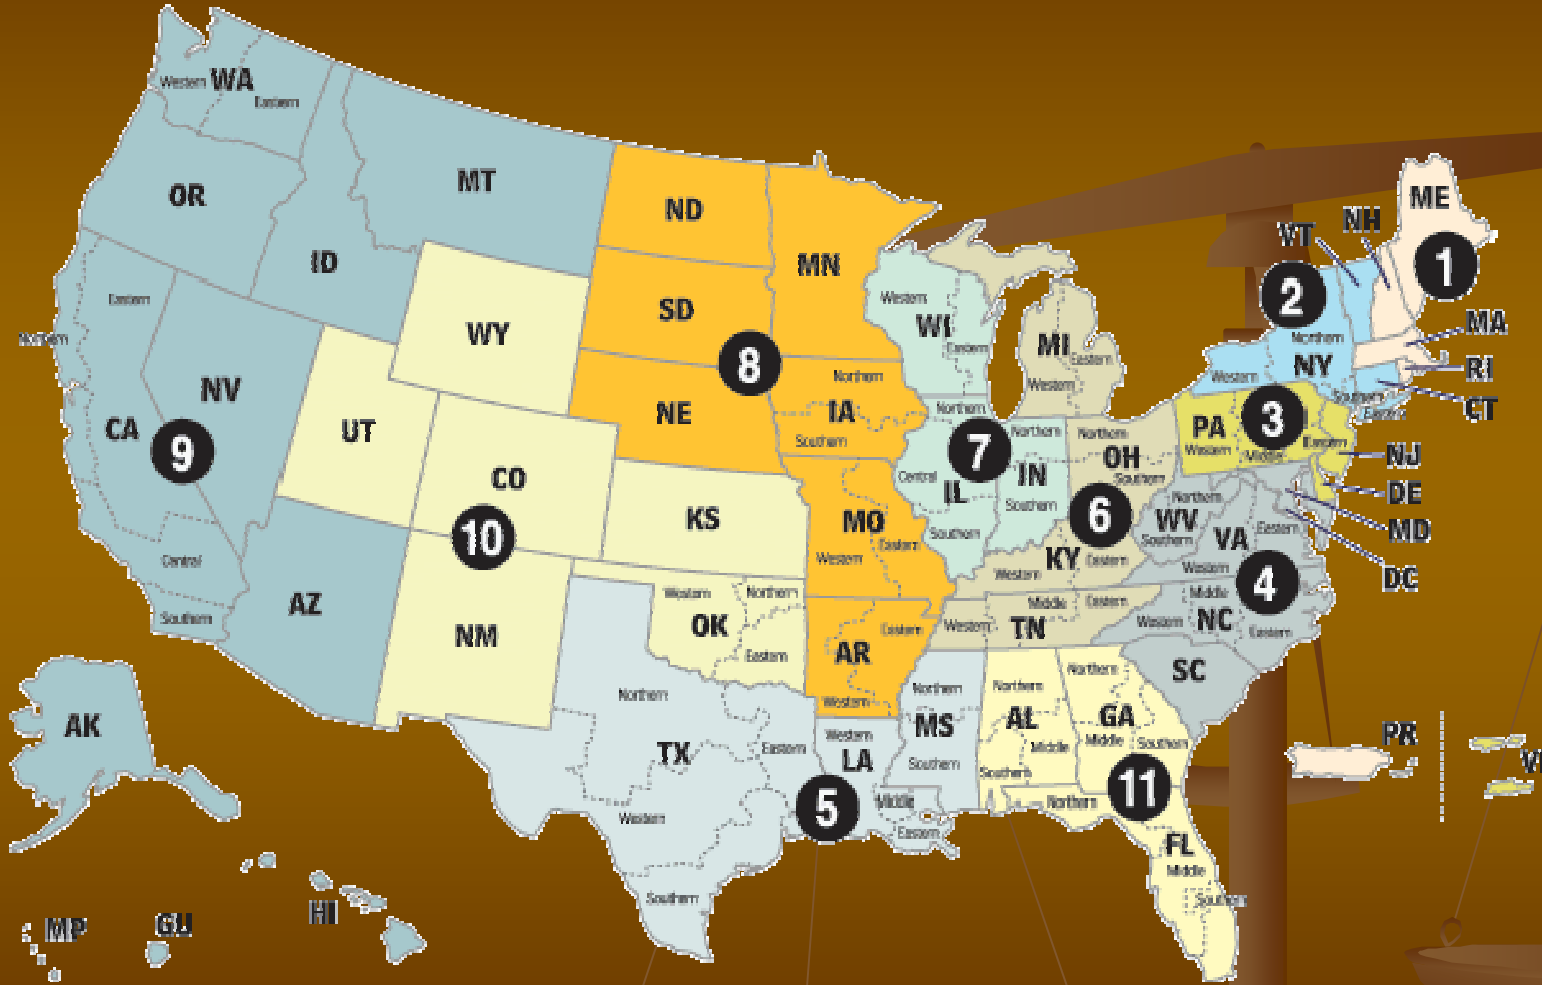 WA
Western
Eastern
OR
MT
ID
ND
MN
ME
NH
VT
1
2
WY
SD
8
WI
Western
Eastern
MI
Eastern
Western
MA
RI
CT
NY
Northern
Western
Southern
Eastern
Eastern
Northern
NV
CA
9
Central
Southern
UT
CO
10
NE
IA
Northern
Southern
7
Northern
Central
IL
Southern
IN
Northern
Southern
OH
Northern
Southern
PA
3
Western
Middle
Eastern
NJ
DE
MD
DC
KS
MO
Western
Eastern
6
KY
Western
Eastern
WV
Northern
Southern
VA
Eastern
Western
4
AZ
NM
OK
Western
Northern
Eastern
AR
Eastern
Western
TN
Western
Middle
Eastern
NC
Middle
Western
Eastern
SC
AK
TX
Northern
Eastern
Western
Southern
LA
Western
Middle
Eastern
5
MS
Northern
Southern
AL
Northern
Middle
Southern
GA
Northern
Middle
Southern
11
FL
Northern
Middle
Southern
PR
VI
HI
GU
MP